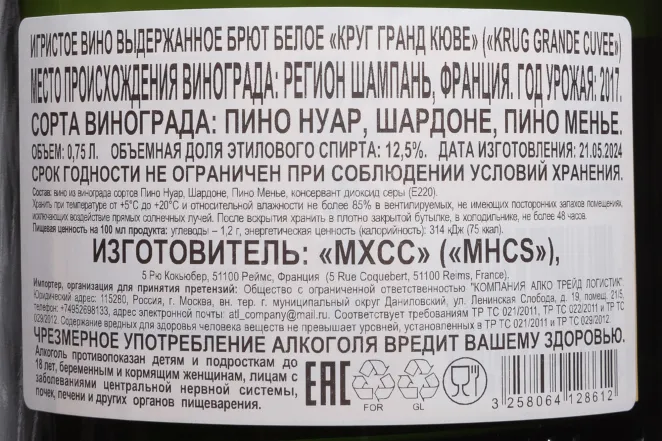 ИГРИСТОЕ ВИНО ВЫДЕРЖАННОЕ БРЮТ БЕЛОЕ «КРУГ ГРАНД КЮВЕ» («KRUG GRANDE CUVEE»)
МЕСТО ПРОИСХОЖДЕНИЯ ВИНОГРАДА: РЕГИОН ШАМПАНЬ, ФРАНЦИЯ. ГОД УРОЖАЯ: 2017.
СОРТА ВИНОГРАДА: ПИНО НУАР, ШАРДОНЕ, ПИНО МЕНЬЕ.
ОБЪЕМ: 0,75 Л. ОБЪЕМНАЯ ДОЛЯ ЭТИЛОВОГО СПИРТА: 12,5%. ДАТА ИЗГОТОВЛЕНИЯ: 21.05.2024
СРОК ГОДНОСТИ НЕ ОГРАНИЧЕН ПРИ СОБЛЮДЕНИИ УСЛОВИЙ ХРАНЕНИЯ.
Состав: вино из винограда сортов Пино Нуар, Шардоне, Пино Менье, консервант диоксид серы (Е220).
Хранить при температуре от +5°С до +20°С и относительной влажности не более 85% в вентилируемых, не имеющих посторонних запахов помещениях,
исключающих воздействие прямых солнечных лучей. После вскрытия хранить в плотно закрытой бутылке, в холодильнике, не более 48 часов.
Пищевая ценность на 100 мл продукта: углеводы – 1,2 г, энергетическая ценность (калорийность): 314 кДж (75 ккал).
ИЗГОТОВИТЕЛЬ: «МХСС» («MHCS»),
5 Рю Кокьюбер, 51100 Реймс, Франция (5 Rue Coquebert, 51100 Reims, France).
Импортер, организация для принятия претензий: Общество с ограниченной ответственностью "КОМПАНИЯ АЛКО ТРЕЙД ЛОГИСТИК"
Юридический адрес: 115280, Россия, г. Москва, вн. тер. г. муниципальный округ Даниловский, ул. Ленинская Слобода, д. 19, помещ. 21/5,
телефон: +74952698133, адрес электронной почты: atl_company@mail.ru. Соответствует требованиям ТР ТС 021/2011, ТР ТС 022/2011 и ТР ТС
029/2012. Содержание вредных для здоровья человека веществ не превышает уровней, установленных в ТР ТС 021/2011 и ТР ТС 029/2012.
ЧРЕЗМЕРНОЕ УПОТРЕБЛЕНИЕ АЛКОГОЛЯ ВРЕДИТ ВАШЕМУ ЗДОРОВЬЮ.
Алкоголь противопоказан детям и подросткам до
18 лет, беременным и кормящим женщинам, лицам с
заболеваниями центральной нервной системы,
почек, печени и других органов пищеварения.
EAC
FOR GL
3 258064 128612